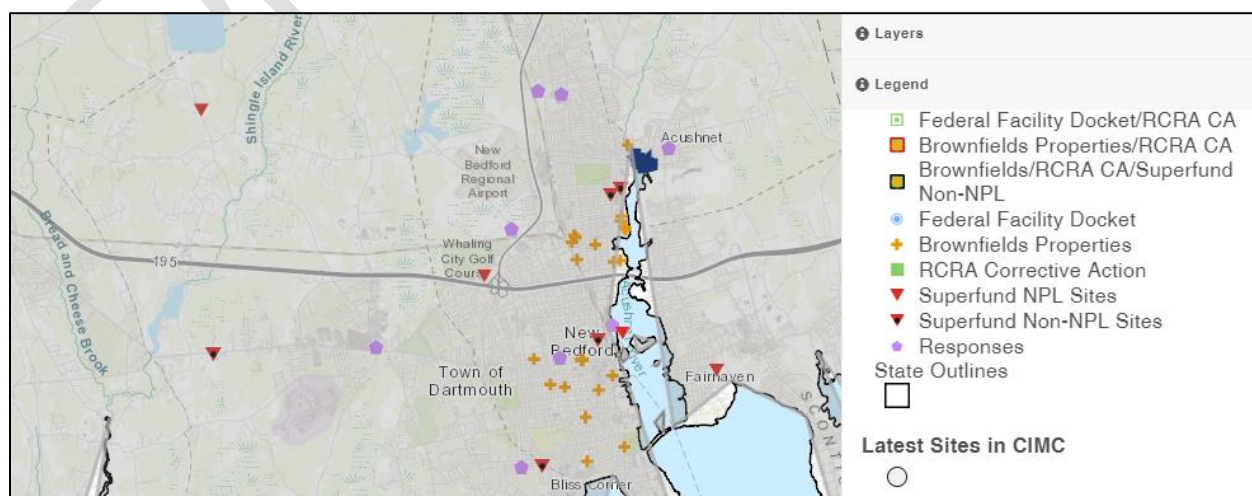 Layers
Legend
Federal Facility Docket/RCRA CA
Brownfields Properties/RCRA CA
Brownfields/RCRA CA/Superfund
Non-NPL
Federal Facility Docket
Brownfields Properties
RCRA Corrective Action
Superfund NPL Sites
Superfund Non-NPL Sites
Responses
State Outlines
Latest Sites in CIMC
Shingle Island River
Bread and Cheese Brook
195
New
Bedford
Regional
Airport
Acushnet
Whaling
City Golf
Acushnet River
New
Bedford
Town of
Dartmouth
Fairhaven
SCONTI
Bliss Corner